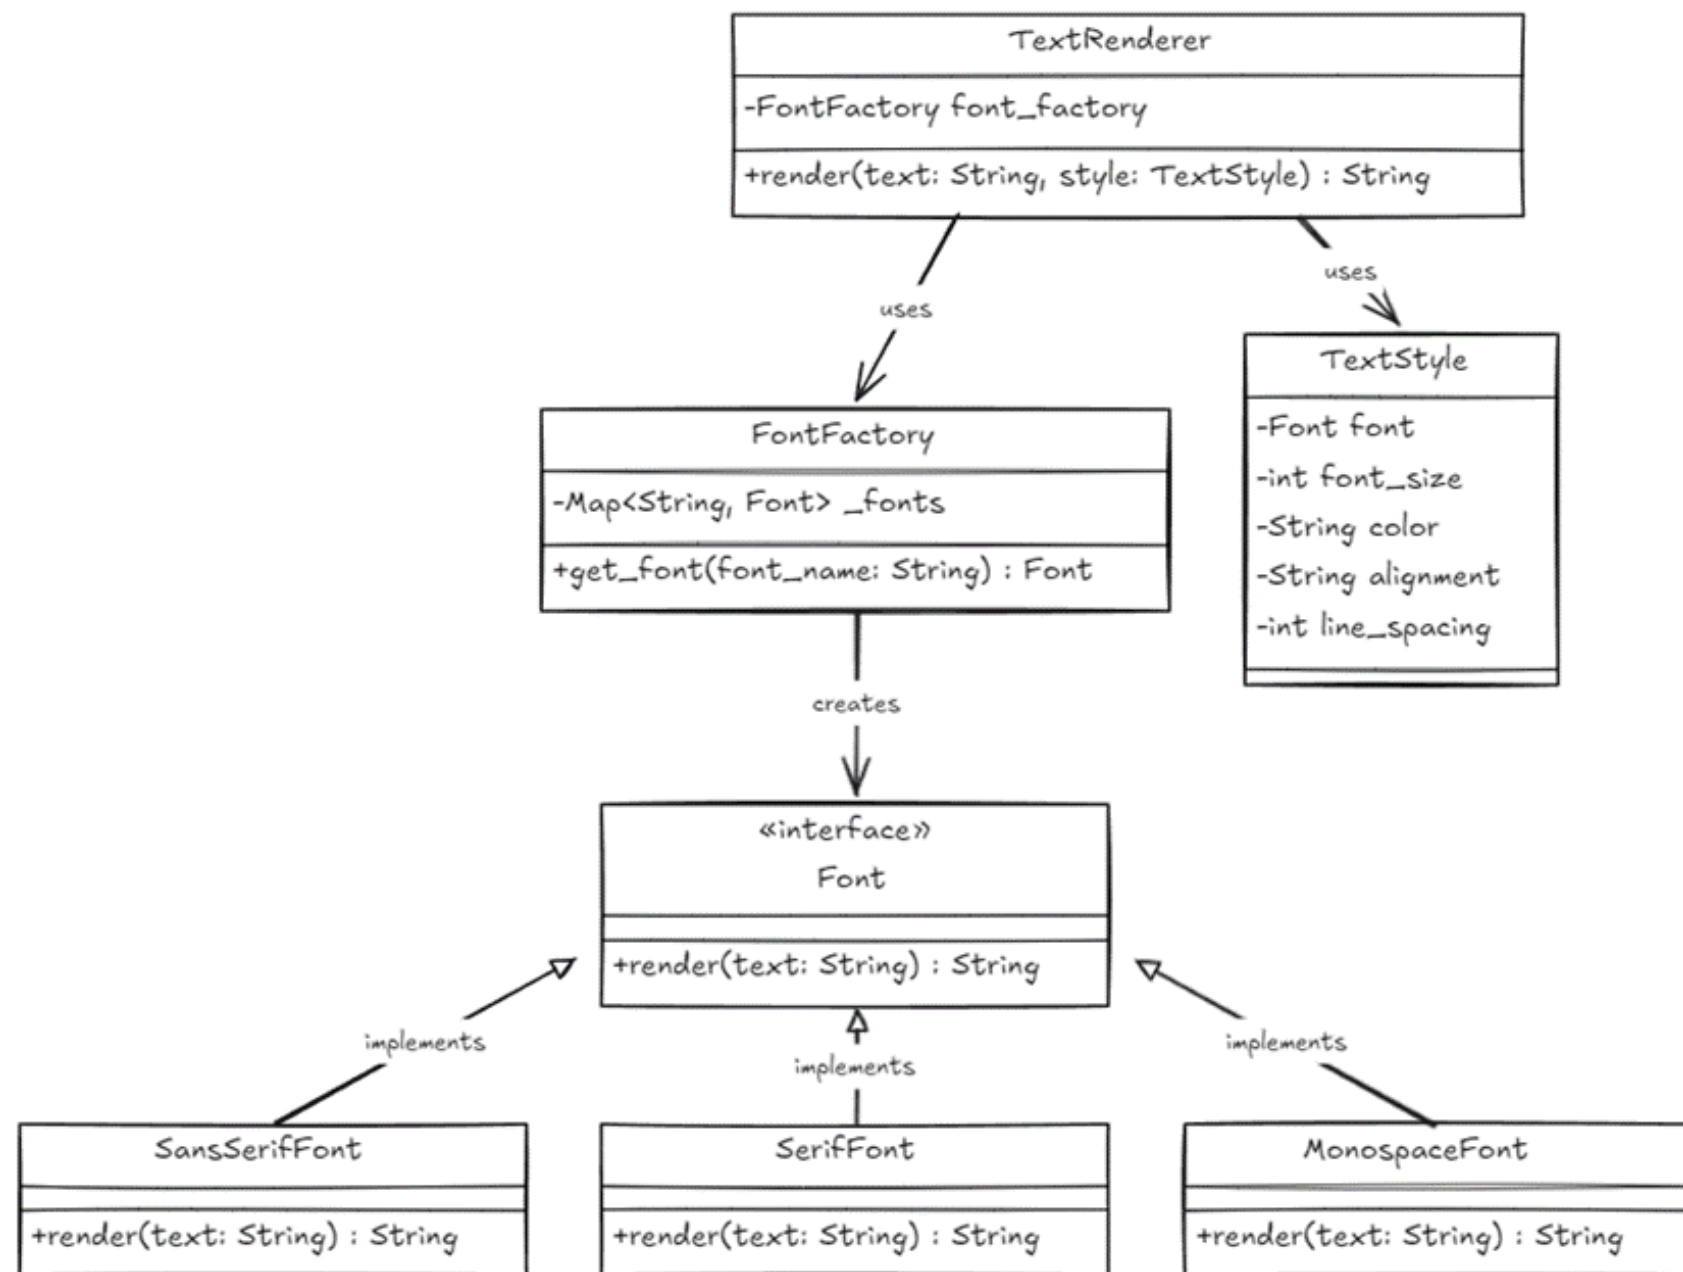 TextRenderer
-FontFactory font_factory
+render(text: String, style: TextStyle) : String
uses
uses
TextStyle
-Font font
-int font_size
-String color
-String alignment
-int line_spacing
FontFactory
-Map<String, Font> _fonts
+get_font(font_name: String) : Font
creates
«interface»
Font
+render(text: String) : String
implements
implements
implements
SansSerifFont
+render(text: String) : String
SerifFont
+render(text: String) : String
MonospaceFont
+render(text: String) : String